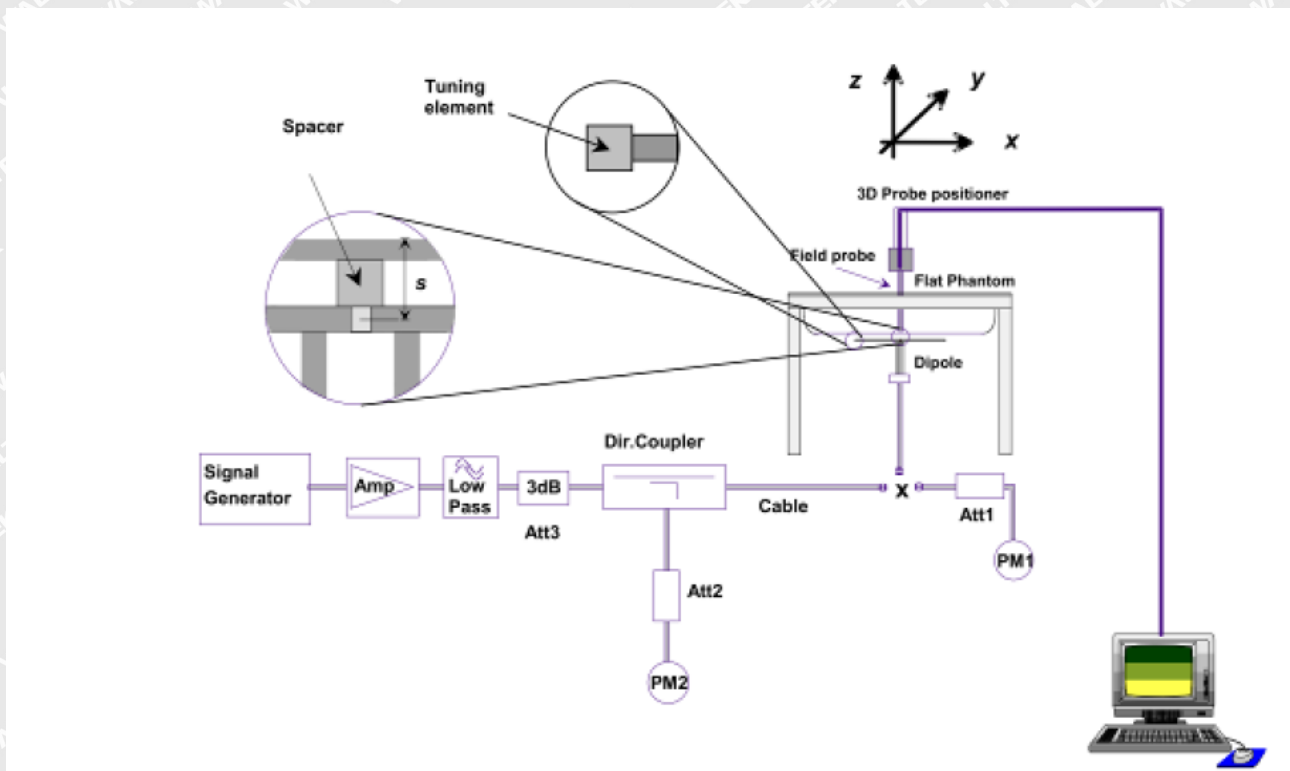 Tuning
element
Spacer
z
y
x
3D Probe positioner
Field probe
Flat Phantom
s
Dipole
Dir.Coupler
Signal
Generator
Amp
Low
Pass
3dB
Att3
Cable
x
Att1
PM1
Att2
PM2